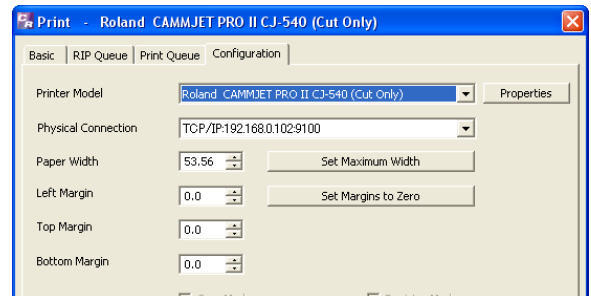 Print - Roland CAMMJET PRO II CJ-540 (Cut Only)
Basic RIP Queue Print Queue Configuration
Printer Model Roland CAMMJET PRO II CJ-540 (Cut Only) Properties
Physical Connection TCP/IP:192.168.0.102:9100
Paper Width 53.56 Set Maximum Width
Left Margin 0.0 Set Margins to Zero
Top Margin 0.0
Bottom Margin 0.0